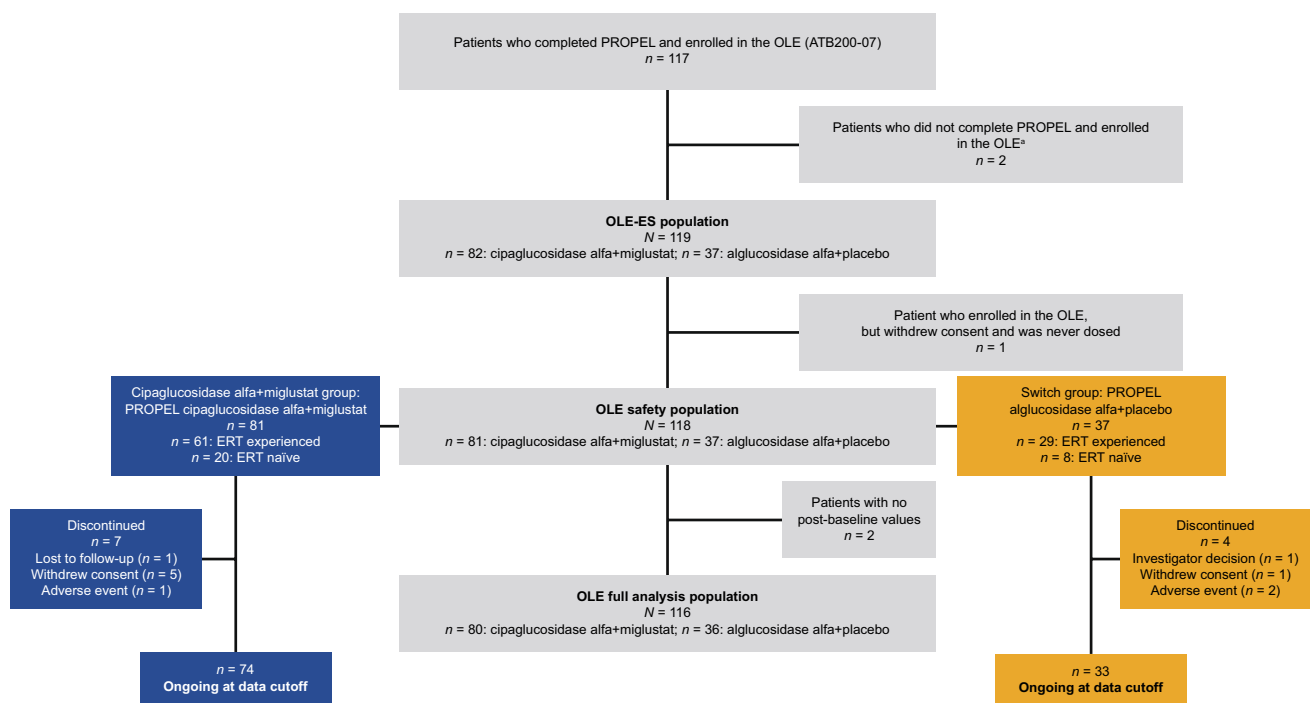 Patients who completed PROPEL and enrolled in the OLE (ATB200-07)
n = 117
Patients who did not complete PROPEL and enrolled
in the OLEᵃ
n = 2
OLE-ES population
N = 119
n = 82: cipaglucosidase alfa+miglustat; n = 37: alglucosidase alfa+placebo
Patient who enrolled in the OLE,
but withdrew consent and was never dosed
n = 1
Cipaglucosidase alfa+miglustat group:
PROPEL cipaglucosidase alfa+miglustat
n = 81
n = 61: ERT experienced
n = 20: ERT naïve
OLE safety population
N = 118
n = 81: cipaglucosidase alfa+miglustat; n = 37: alglucosidase alfa+placebo
Switch group: PROPEL
alglucosidase alfa+placebo
n = 37
n = 29: ERT experienced
n = 8: ERT naïve
Patients with no
post-baseline values
n = 2
Discontinued
n = 7
Lost to follow-up (n = 1)
Withdrew consent (n = 5)
Adverse event (n = 1)
Discontinued
n = 4
Investigator decision (n = 1)
Withdrew consent (n = 1)
Adverse event (n = 2)
OLE full analysis population
N = 116
n = 80: cipaglucosidase alfa+miglustat; n = 36: alglucosidase alfa+placebo
n = 74
Ongoing at data cutoff
n = 33
Ongoing at data cutoff